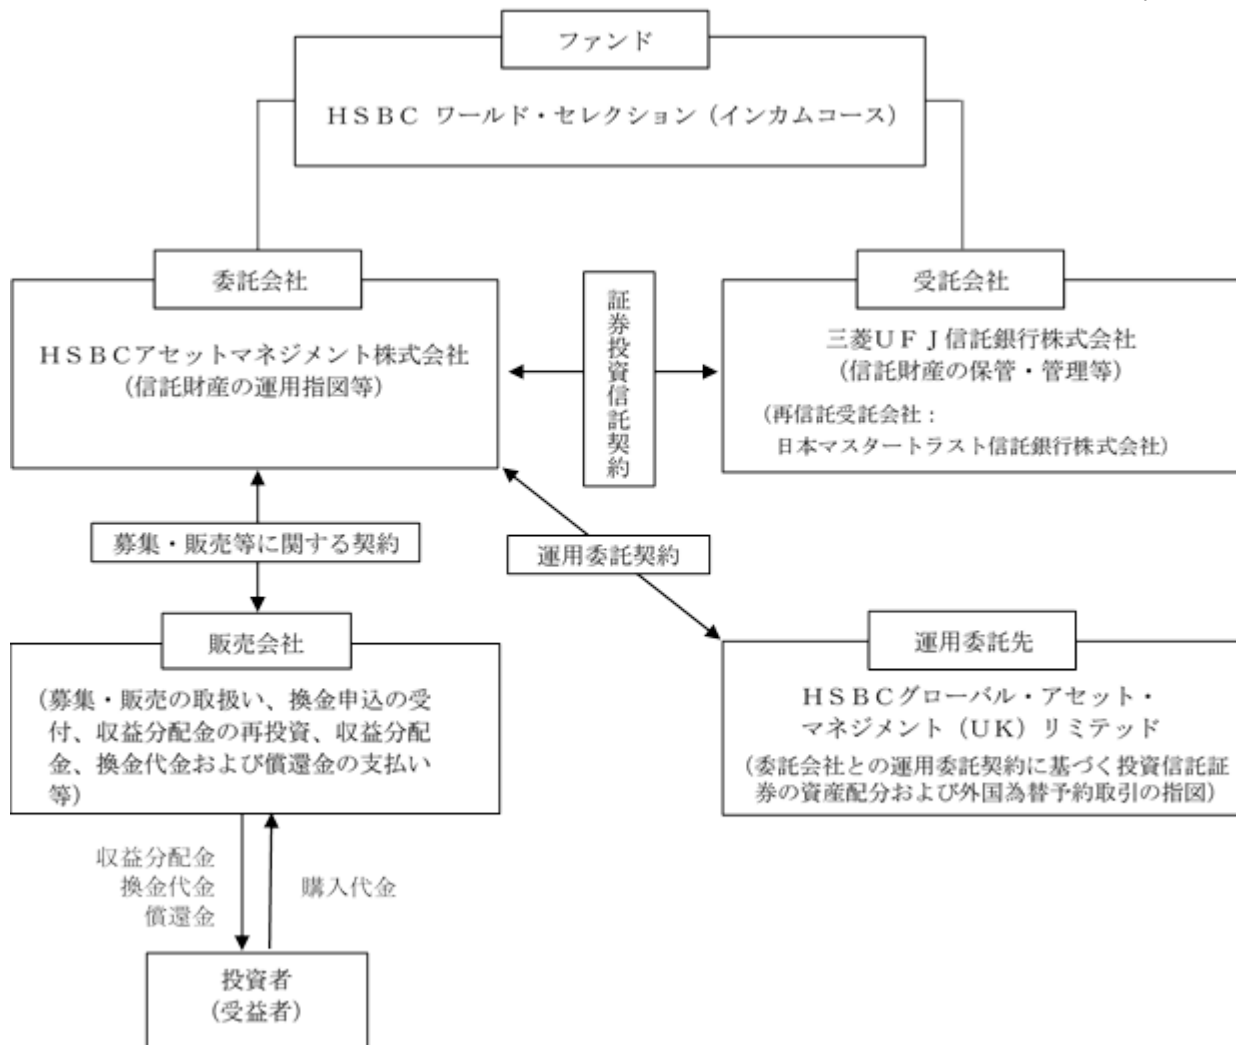 ファンド
ＨＳＢＣ ワールド・セレクション（インカムコース）
委託会社
ＨＳＢＣアセットマネジメント株式会社
（信託財産の運用指図等）
証券投資信託契約
受託会社
三菱ＵＦＪ信託銀行株式会社
（信託財産の保管・管理等）
（再信託受託会社：
日本マスタートラスト信託銀行株式会社）
募集・販売等に関する契約
運用委託契約
販売会社
（募集・販売の取扱い、換金申込の受
付、収益分配金の再投資、収益分配
金、換金代金および償還金の支払い
等）
運用委託先
ＨＳＢＣグローバル・アセット・
マネジメント（ＵＫ）リミテッド
（委託会社との運用委託契約に基づく投資信託証
券の資産配分および外国為替予約取引の指図）
収益分配金
換金代金
償還金
購入代金
投資者
（受益者）